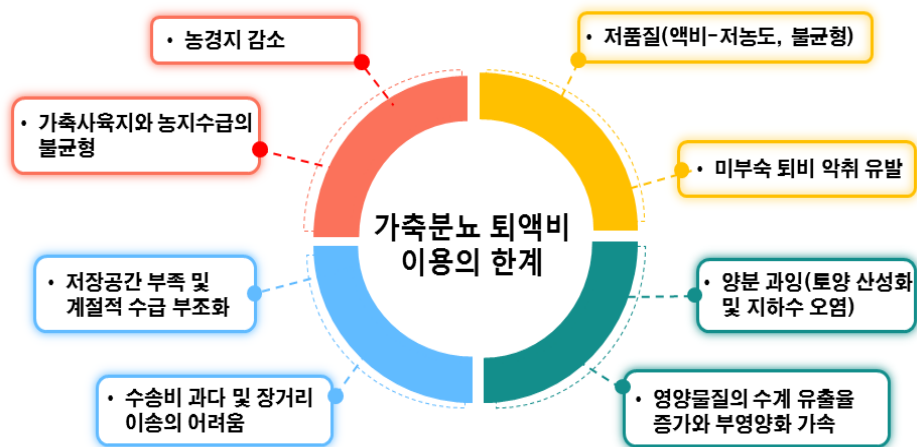 • 농경지 감소
• 저품질(액비-저농도, 불균형)
• 가축사육지와 농지수급의
불균형
• 미부숙 퇴비 악취 유발
가축분뇨 퇴액비
이용의 한계
• 저장공간 부족 및
계절적 수급 부조화
• 양분 과잉(토양 산성화
및 지하수 오염)
• 수송비 과다 및 장거리
이송의 어려움
• 영양물질의 수계 유출율
증가와 부영양화 가속